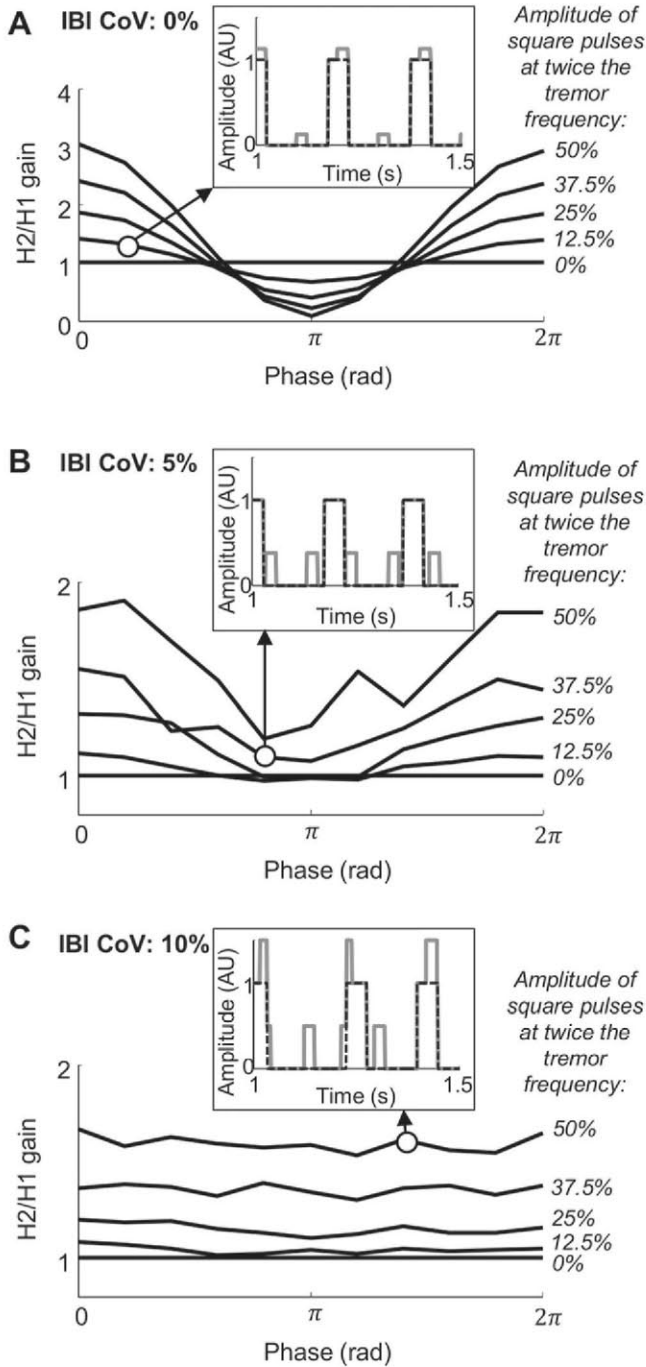 A IBI CoV: 0%
Amplitude of
square pulses
at twice the
tremor
frequency:
Amplitude (AU)
1
0
1
1.5
Time (s)
H2/H1 gain
4
3
2
1
0
50%
37.5%
25%
12.5%
0%
0
π
2π
Phase (rad)
B IBI CoV: 5%
Amplitude of
square pulses
at twice the
tremor
frequency:
Amplitude (AU)
1
0
1
1.5
Time (s)
H2/H1 gain
2
1
50%
37.5%
25%
12.5%
0%
0
π
2π
Phase (rad)
C IBI CoV: 10%
Amplitude of
square pulses
at twice the
tremor
frequency:
Amplitude (AU)
1
0
1
1.5
Time (s)
H2/H1 gain
2
1
50%
37.5%
25%
12.5%
0%
0
π
2π
Phase (rad)